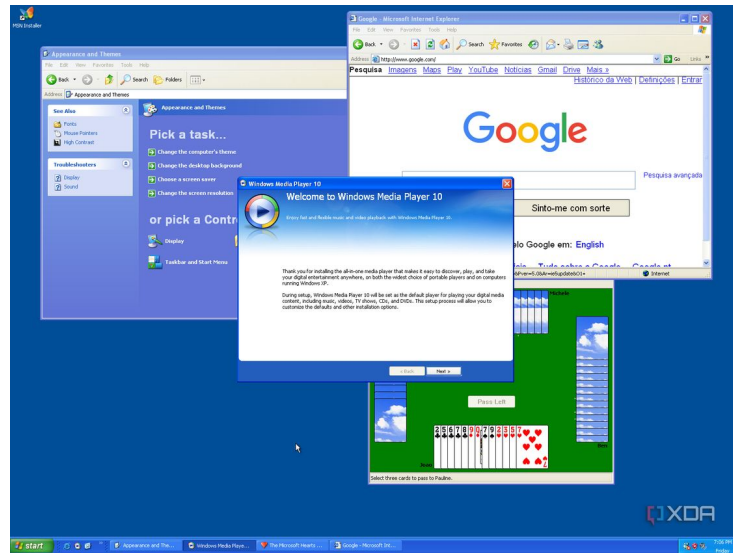 MSN Installer
Appearance and Themes
File Edit View Favorites Tools Help
Back
Search
Folders
Address
Appearance and Themes
See Also
Fonts
Mouse Pointers
High Contrast
Troubleshooters
Display
Sound
Appearance and Themes
Pick a task...
Change the computer's theme
Change the desktop background
Choose a screen saver
Change the screen resolution
or pick a Contr
Display
Taskbar and Start Menu
Google - Microsoft Internet Explorer
File Edit View Favorites Tools Help
Back
Search
Favorites
Address
http://www.google.com/
Go
Links
Pesquisa Imagens Maps Play YouTube Notícias Gmail Drive Mais »
Histórico da Web | Definições | Entrar
Google
Pesquisa avançada
Sinto-me com sorte
elo Google em: English
Internet
Windows Media Player 10
Welcome to Windows Media Player 10
Enjoy fast and flexible music and video playback with Windows Media Player 10.
Thank you for installing the all-in-one media player that makes it easy to discover, play, and take
your digital entertainment anywhere, on both the widest choice of portable players and on computers
running Windows XP.
During setup, Windows Media Player 10 will be set as the default player for playing your digital media
content, including music, videos, TV shows, CDs, and DVDs. This setup process will allow you to
customize the defaults and other installation options.
< Back
Next >
Michele
Pass Left
Ben
Select three cards to pass to Pauline.
XDA
start
Appearance and The...
Windows Media Playe...
The Microsoft Hearts ...
Google - Microsoft Int...
7:06 PM
Friday